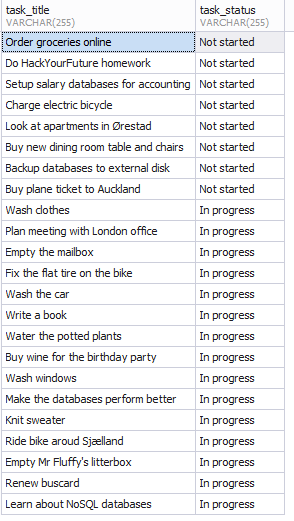 task_title task_status
VARCHAR(255) VARCHAR(255)
Order groceries online Not started
Do HackYourFuture homework Not started
Setup salary databases for accounting Not started
Charge electric bicycle Not started
Look at apartments in Ørestad Not started
Buy new dining room table and chairs Not started
Backup databases to external disk Not started
Buy plane ticket to Auckland Not started
Wash clothes In progress
Plan meeting with London office In progress
Empty the mailbox In progress
Fix the flat tire on the bike In progress
Wash the car In progress
Write a book In progress
Water the potted plants In progress
Buy wine for the birthday party In progress
Wash windows In progress
Make the databases perform better In progress
Knit sweater In progress
Ride bike aroud Sjælland In progress
Empty Mr Fluffy's litterbox In progress
Renew buscard In progress
Learn about NoSQL databases In progress